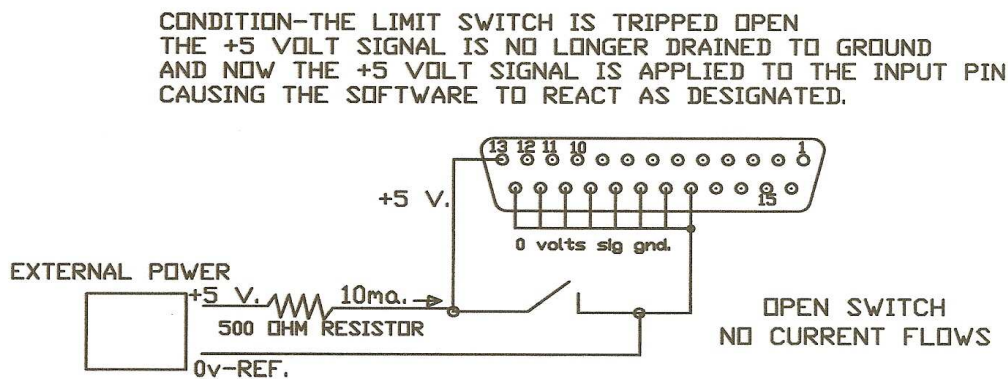 CONDITION-THE LIMIT SWITCH IS TRIPPED OPEN
THE +5 VOLT SIGNAL IS NO LONGER DRAINED TO GROUND
AND NOW THE +5 VOLT SIGNAL IS APPLIED TO THE INPUT PIN
CAUSING THE SOFTWARE TO REACT AS DESIGNATED.
13 12 11 10 1
+5 V.
15
0 volts sig gnd.
EXTERNAL POWER
+5 V. 10ma.
500 OHM RESISTOR
0v-REF.
OPEN SWITCH
NO CURRENT FLOWS